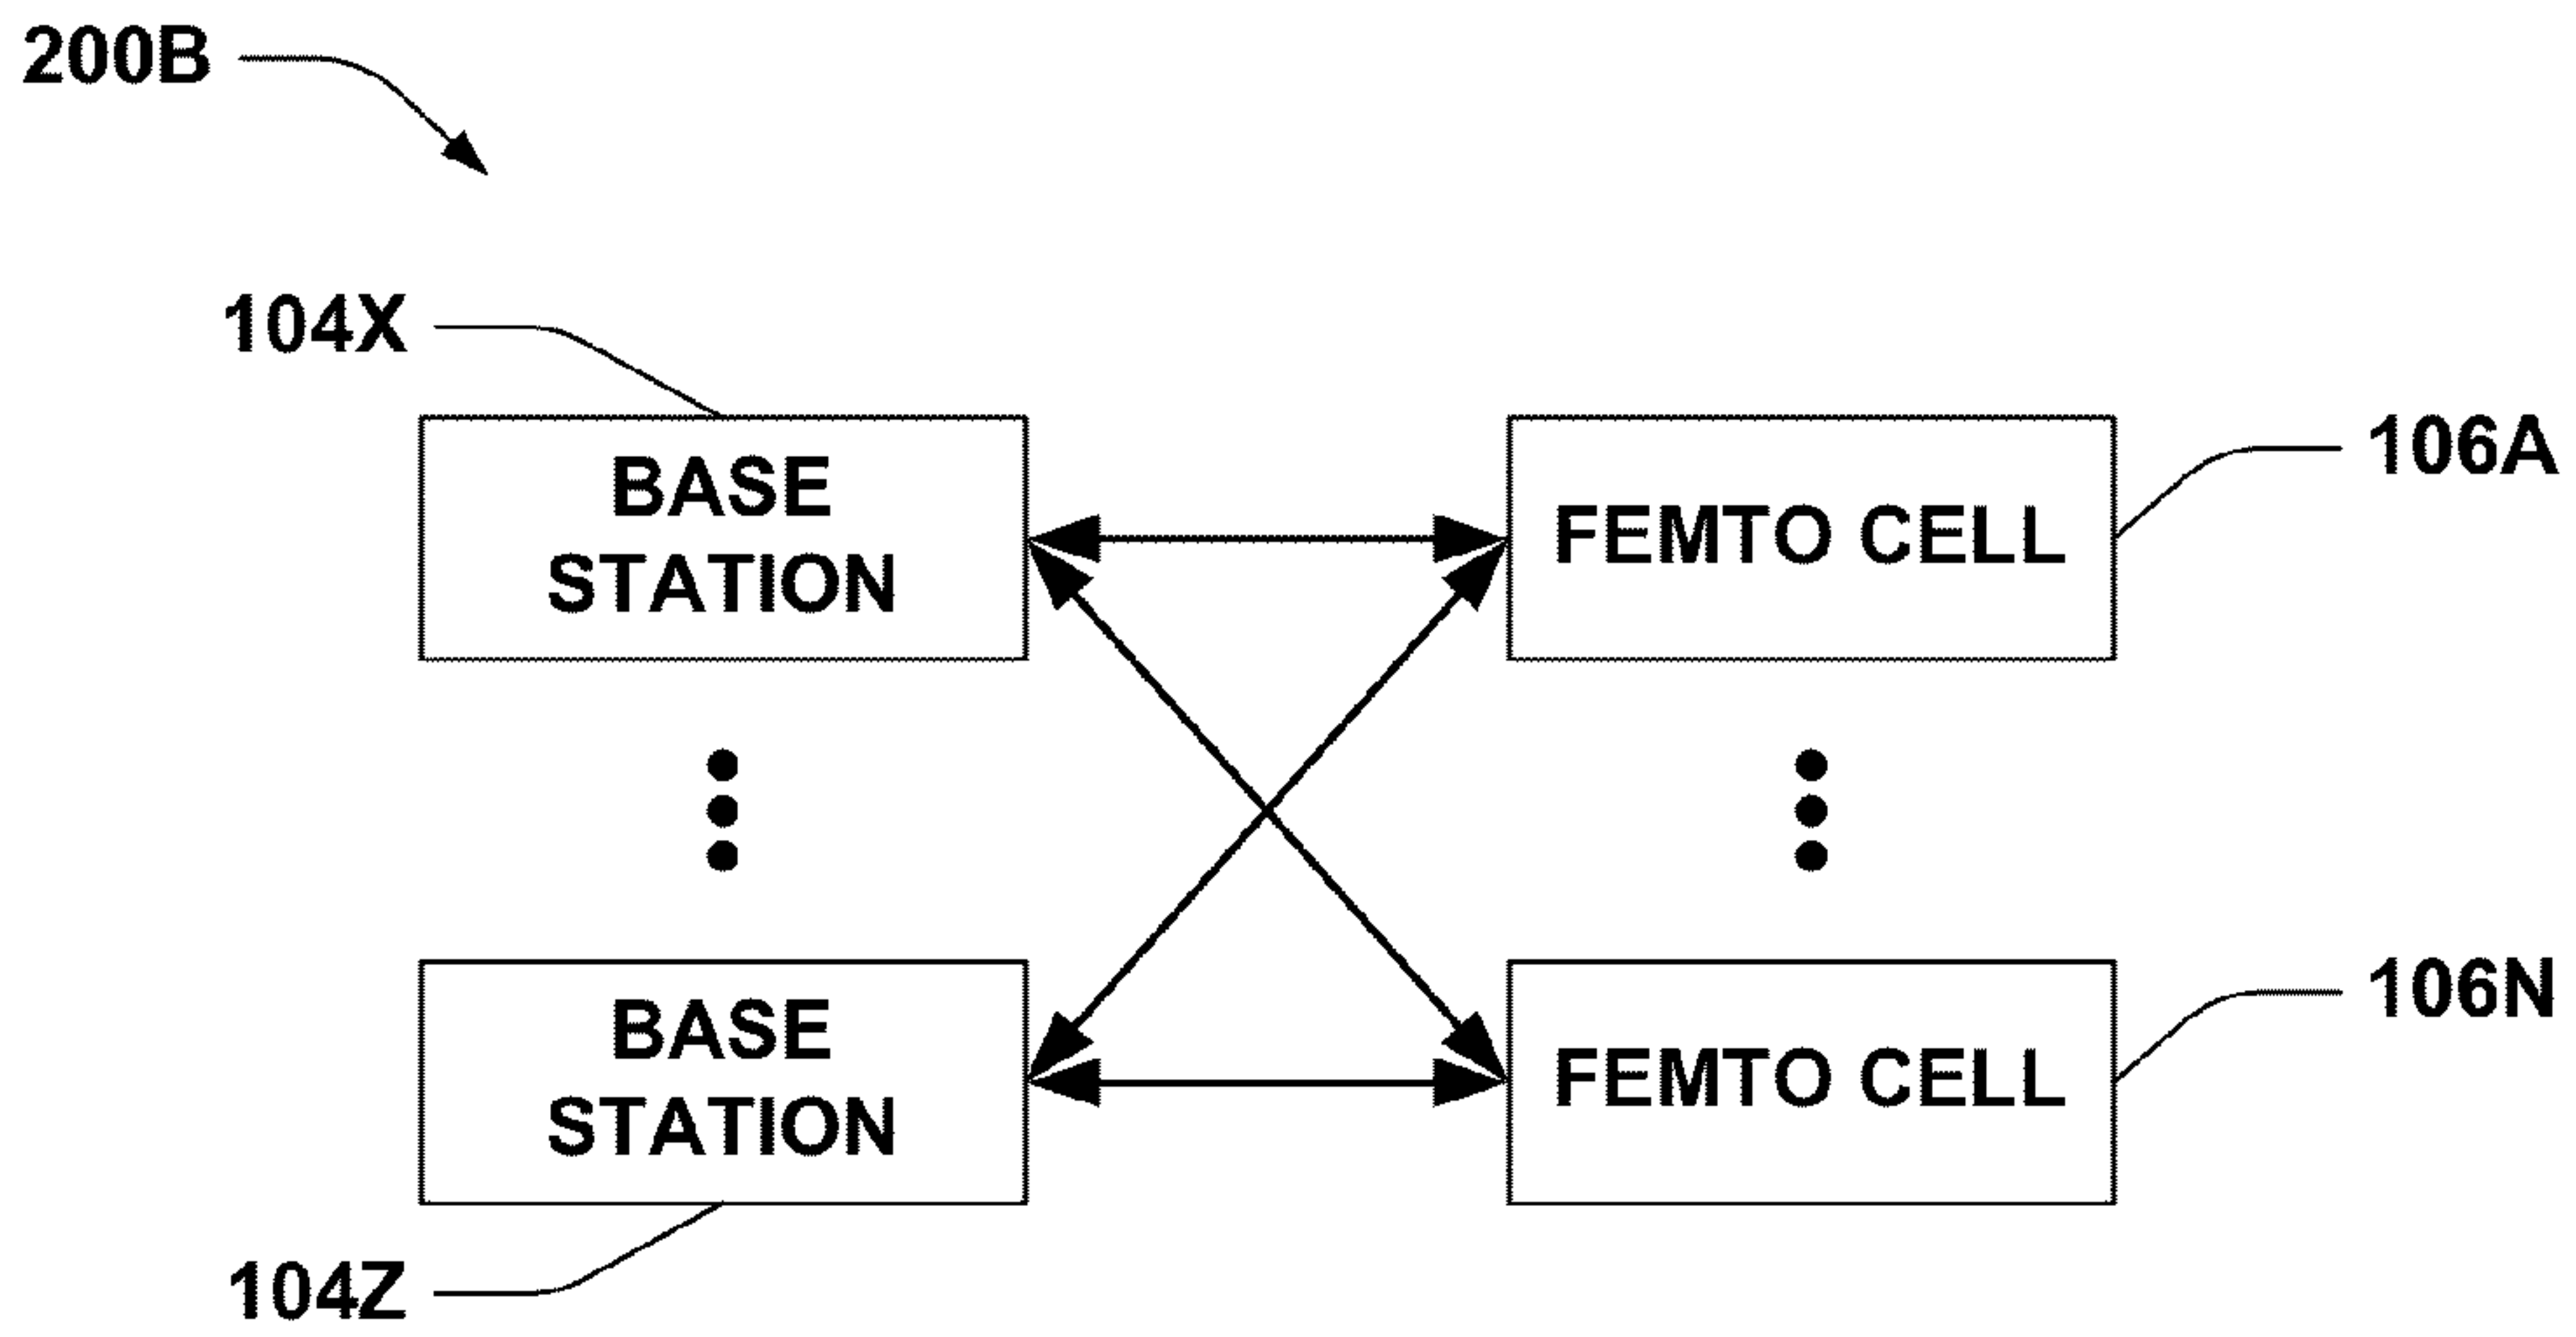 200B
104X
BASE
STATION
FEMTO CELL
106A
BASE
STATION
FEMTO CELL
106N
104Z